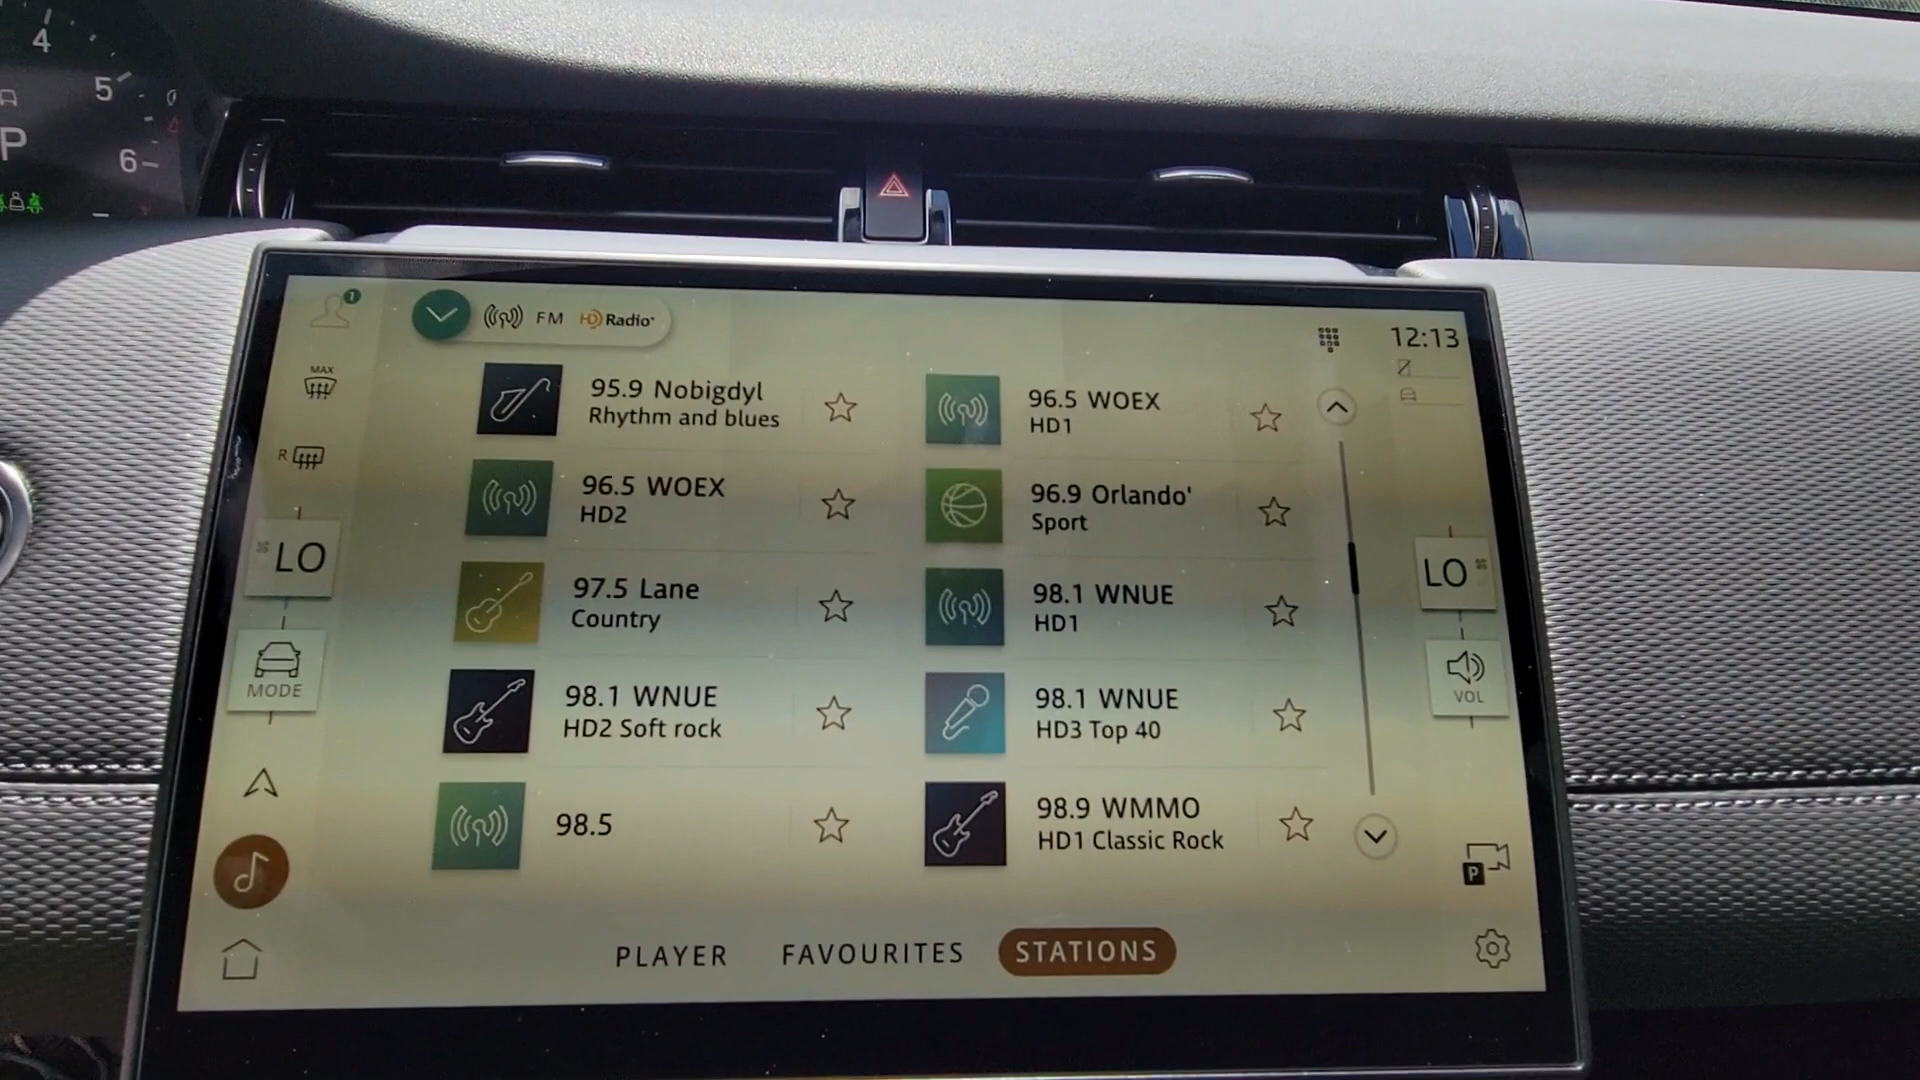 4
5
P
6
1
FM HD Radio
12:13
MAX
R
LO
MODE
95.9 Nobigdyl
Rhythm and blues
96.5 WOEX
HD1
96.5 WOEX
HD2
96.9 Orlando'
Sport
97.5 Lane
Country
98.1 WNUE
HD1
98.1 WNUE
HD2 Soft rock
98.1 WNUE
HD3 Top 40
98.5
98.9 WMMO
HD1 Classic Rock
LO
VOL
P
PLAYER FAVOURITES STATIONS